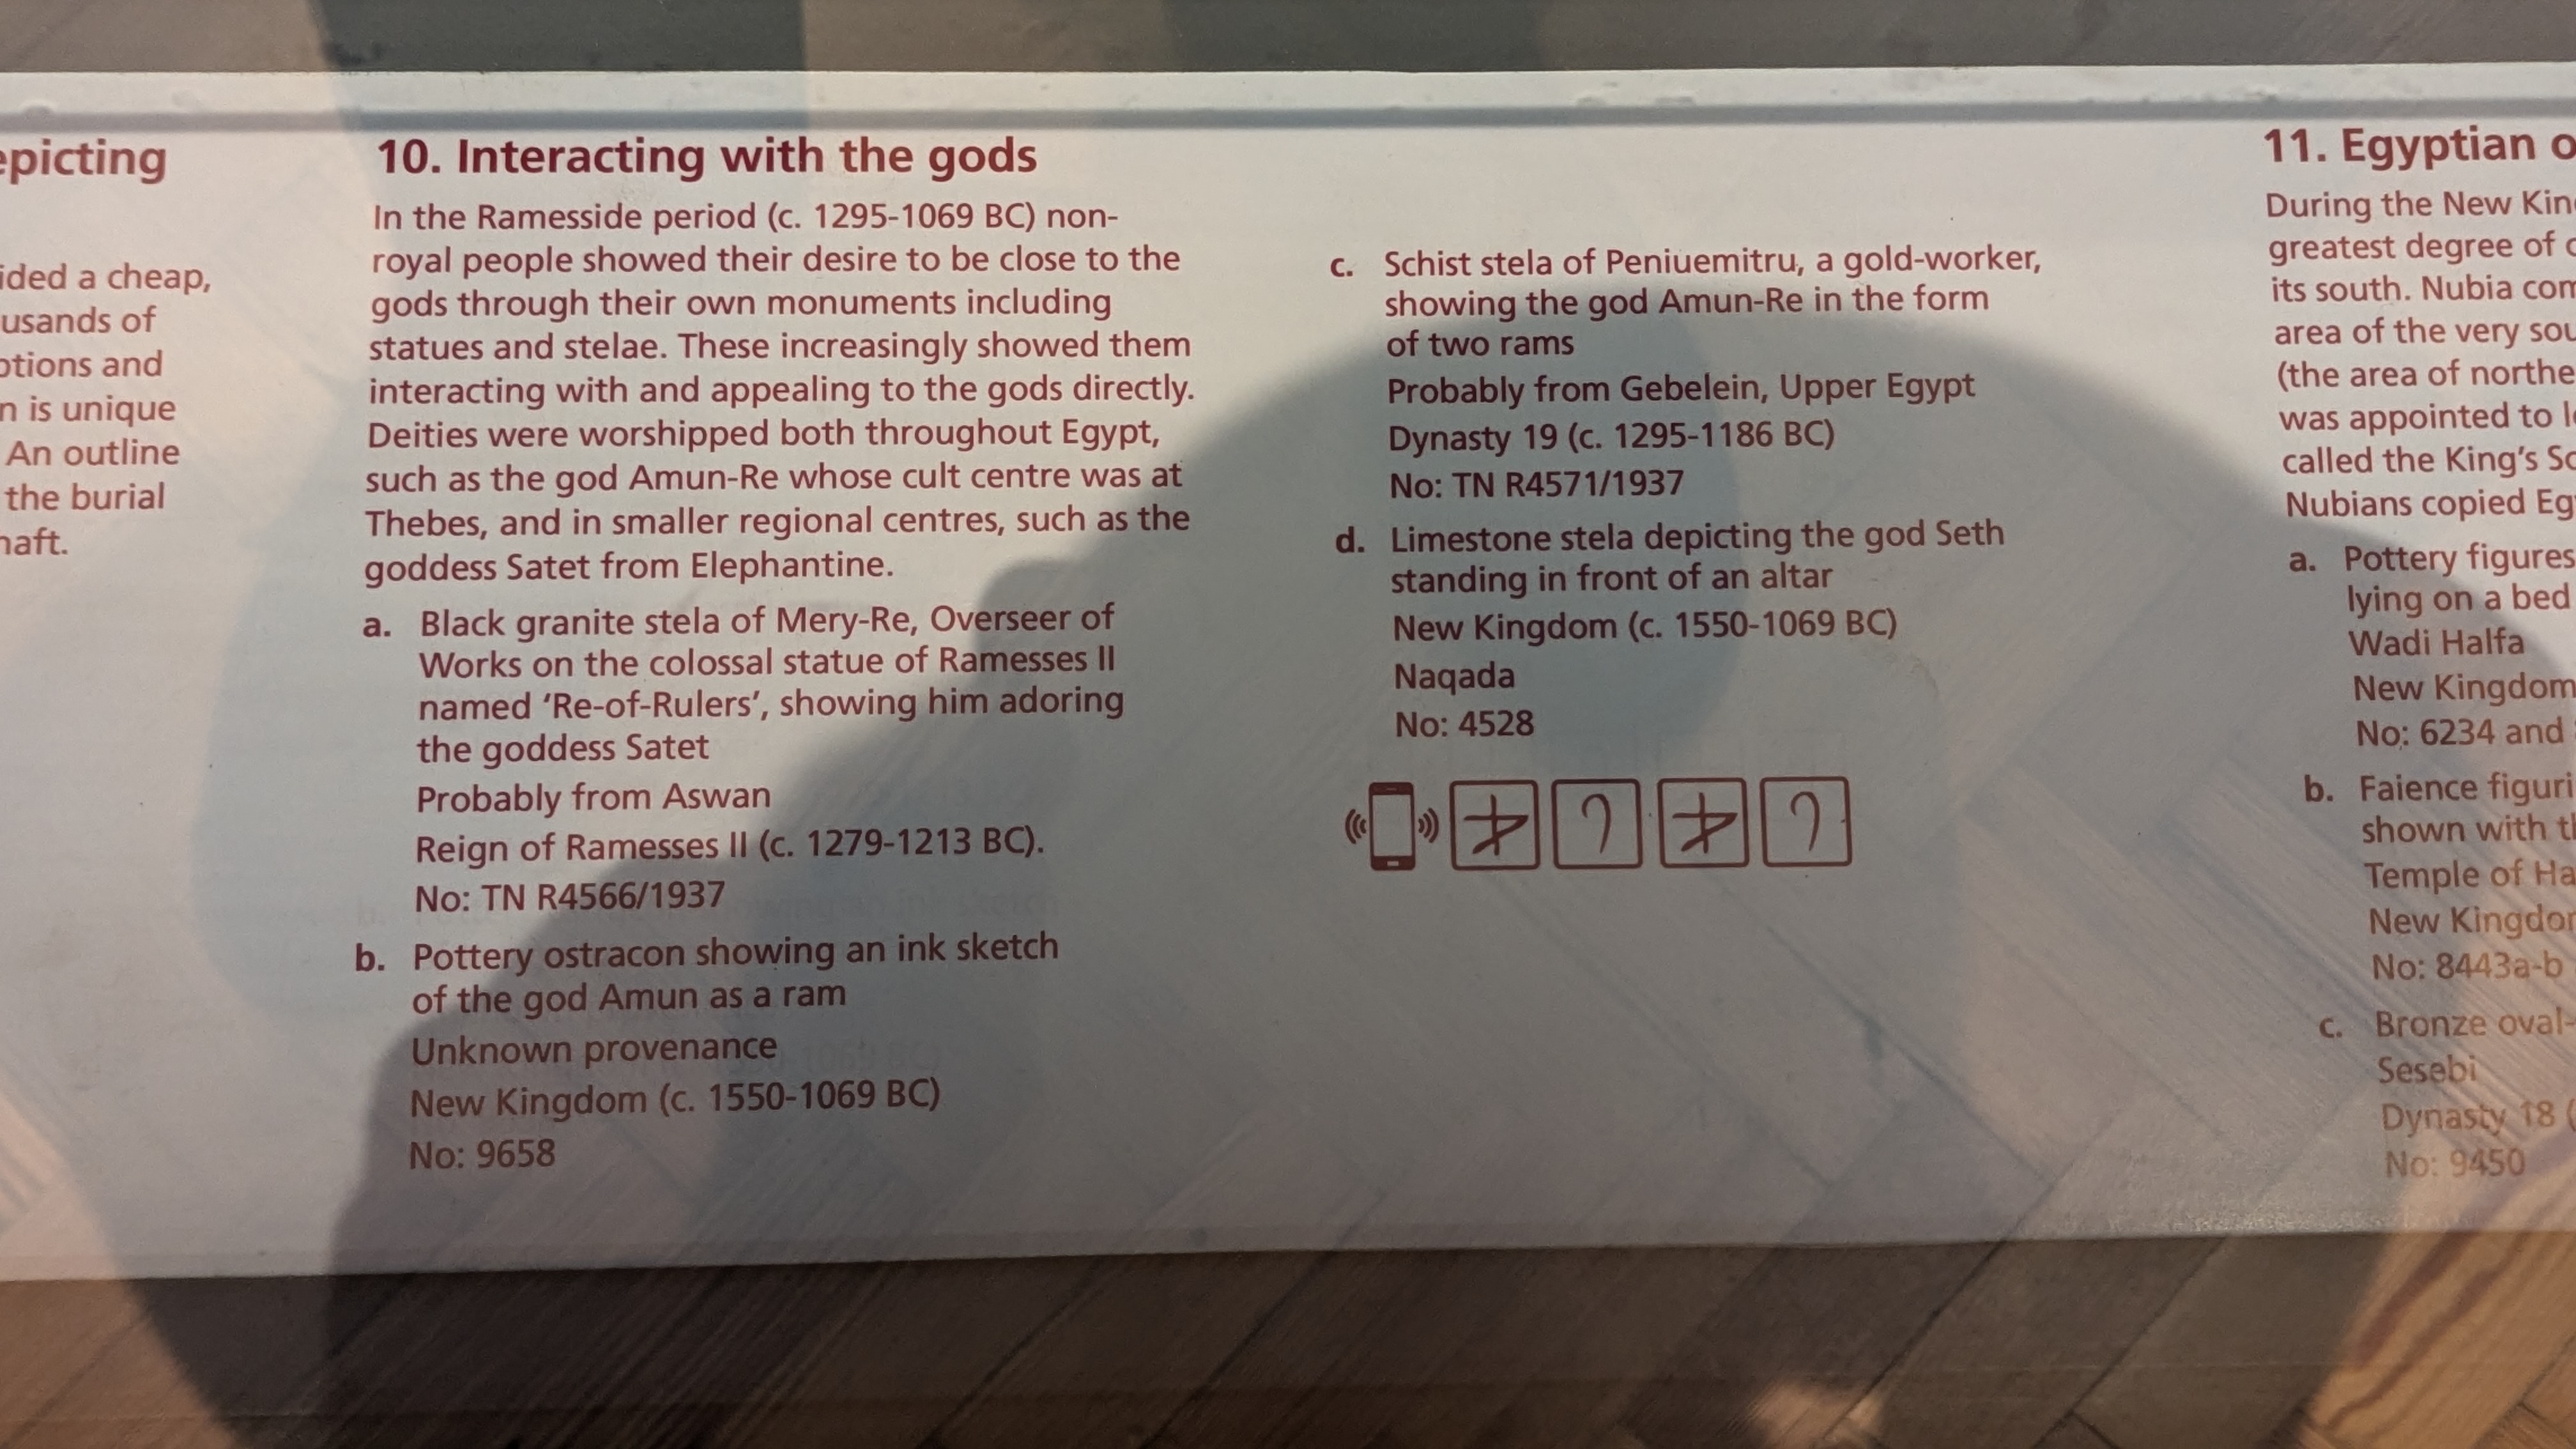 epicting
ided a cheap,
usands of
otions and
n is unique
An outline
the burial
haft.
10. Interacting with the gods
In the Ramesside period (c. 1295-1069 BC) non-
royal people showed their desire to be close to the
gods through their own monuments including
statues and stelae. These increasingly showed them
interacting with and appealing to the gods directly.
Deities were worshipped both throughout Egypt,
such as the god Amun-Re whose cult centre was at
Thebes, and in smaller regional centres, such as the
goddess Satet from Elephantine.
a. Black granite stela of Mery-Re, Overseer of
Works on the colossal statue of Ramesses II
named ‘Re-of-Rulers’, showing him adoring
the goddess Satet
Probably from Aswan
Reign of Ramesses II (c. 1279-1213 BC).
No: TN R4566/1937
b. Pottery ostracon showing an ink sketch
of the god Amun as a ram
Unknown provenance
New Kingdom (c. 1550-1069 BC)
No: 9658
c. Schist stela of Peniuemitru, a gold-worker,
showing the god Amun-Re in the form
of two rams
Probably from Gebelein, Upper Egypt
Dynasty 19 (c. 1295-1186 BC)
No: TN R4571/1937
d. Limestone stela depicting the god Seth
standing in front of an altar
New Kingdom (c. 1550-1069 BC)
Naqada
No: 4528
11. Egyptian o
During the New Kin
greatest degree of
its south. Nubia com
area of the very sou
(the area of northe
was appointed to l
called the King’s So
Nubians copied Eg
a. Pottery figures
lying on a bed
Wadi Halfa
New Kingdom
No: 6234 and
b. Faience figuri
shown with t
Temple of Ha
New Kingdo
No: 8443a-b
c. Bronze oval-
Sesebi
Dynasty 18 (
No: 9450